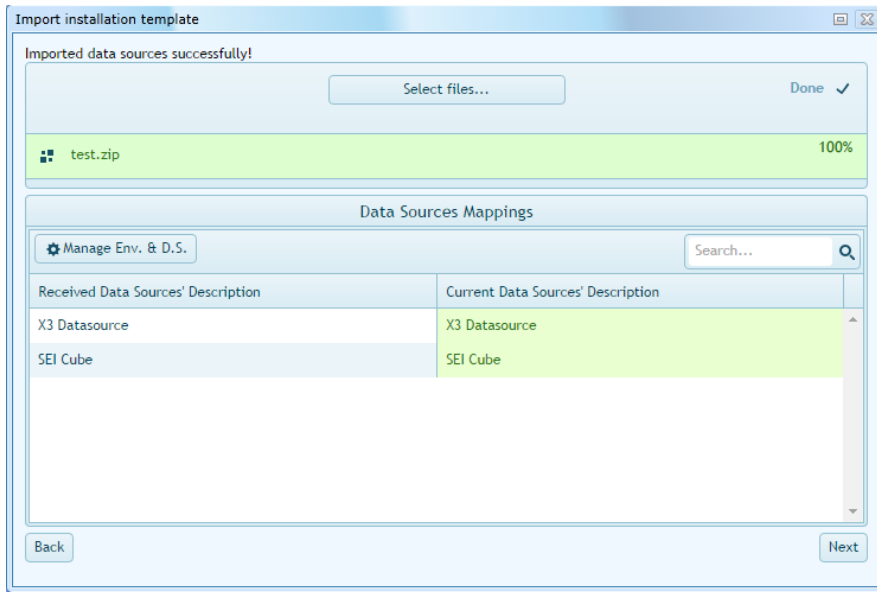 Import installation template
Imported data sources successfully!
Select files...
Done
test.zip
100%
Data Sources Mappings
Manage Env. & D.S.
Search...
Received Data Sources' Description
Current Data Sources' Description
X3 Datasource
X3 Datasource
SEI Cube
SEI Cube
Back
Next